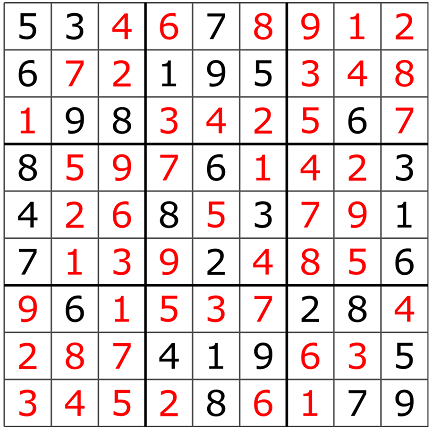 5 3 4 6 7 8 9 1 2
6 7 2 1 9 5 3 4 8
1 9 8 3 4 2 5 6 7
8 5 9 7 6 1 4 2 3
4 2 6 8 5 3 7 9 1
7 1 3 9 2 4 8 5 6
9 6 1 5 3 7 2 8 4
2 8 7 4 1 9 6 3 5
3 4 5 2 8 6 1 7 9